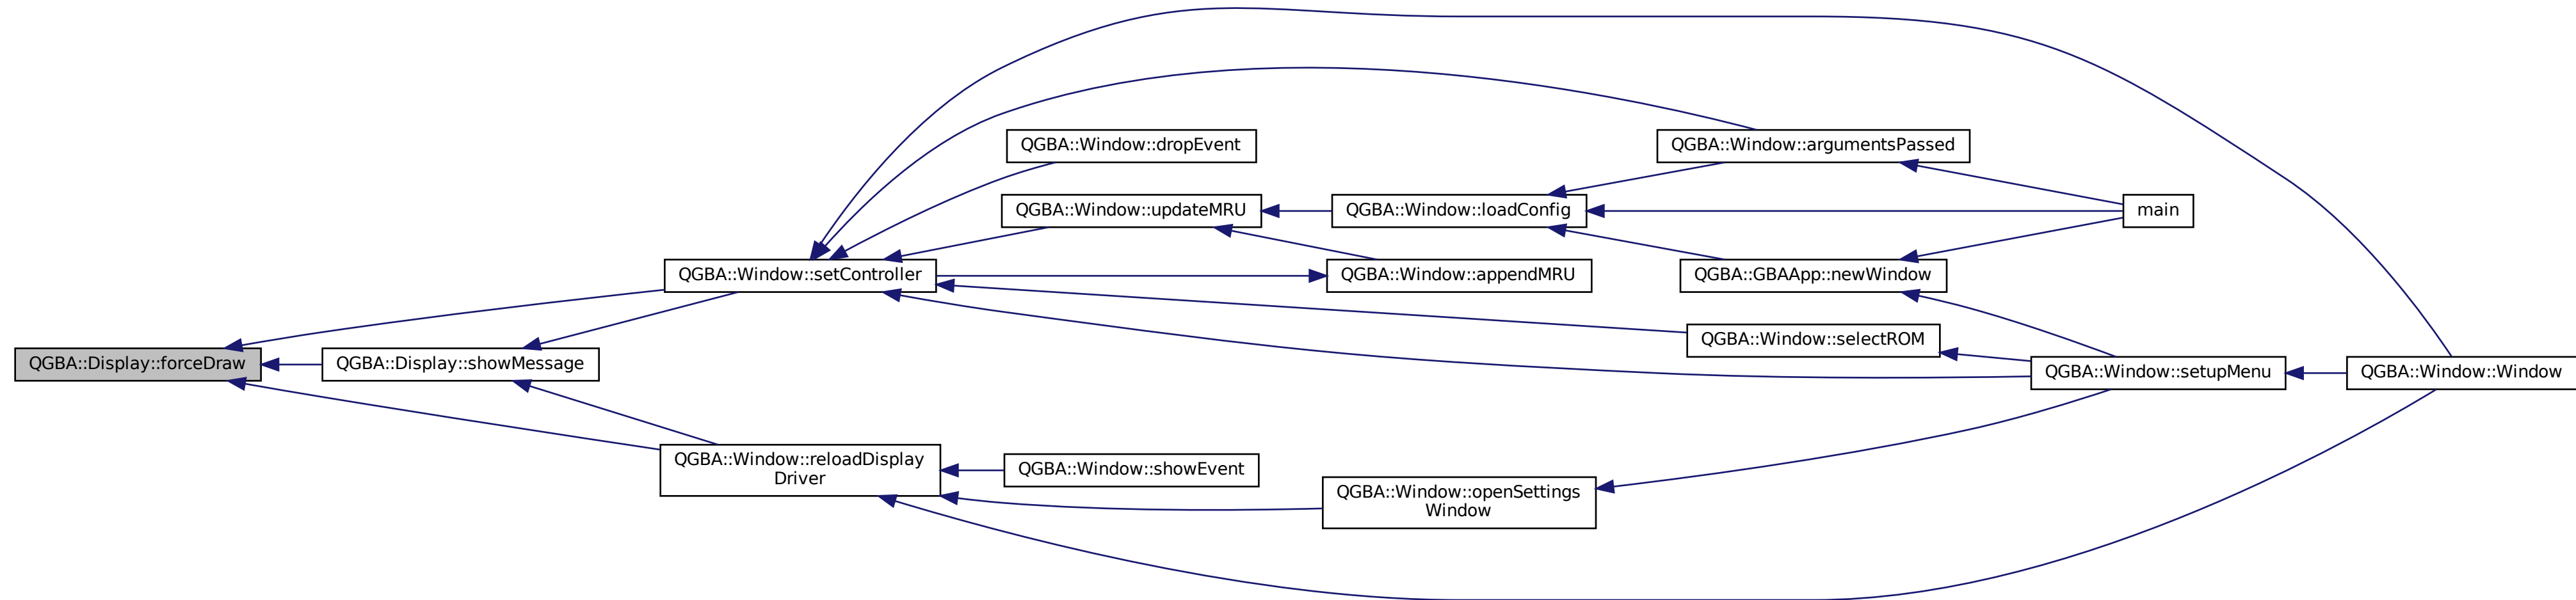 QGBA::Window::dropEvent
QGBA::Window::argumentsPassed
QGBA::Window::updateMRU
QGBA::Window::loadConfig
main
QGBA::Window::setController
QGBA::Window::appendMRU
QGBA::GBAApp::newWindow
QGBA::Window::selectROM
QGBA::Display::forceDraw
QGBA::Display::showMessage
QGBA::Window::setupMenu
QGBA::Window::Window
QGBA::Window::reloadDisplay
Driver
QGBA::Window::showEvent
QGBA::Window::openSettings
Window